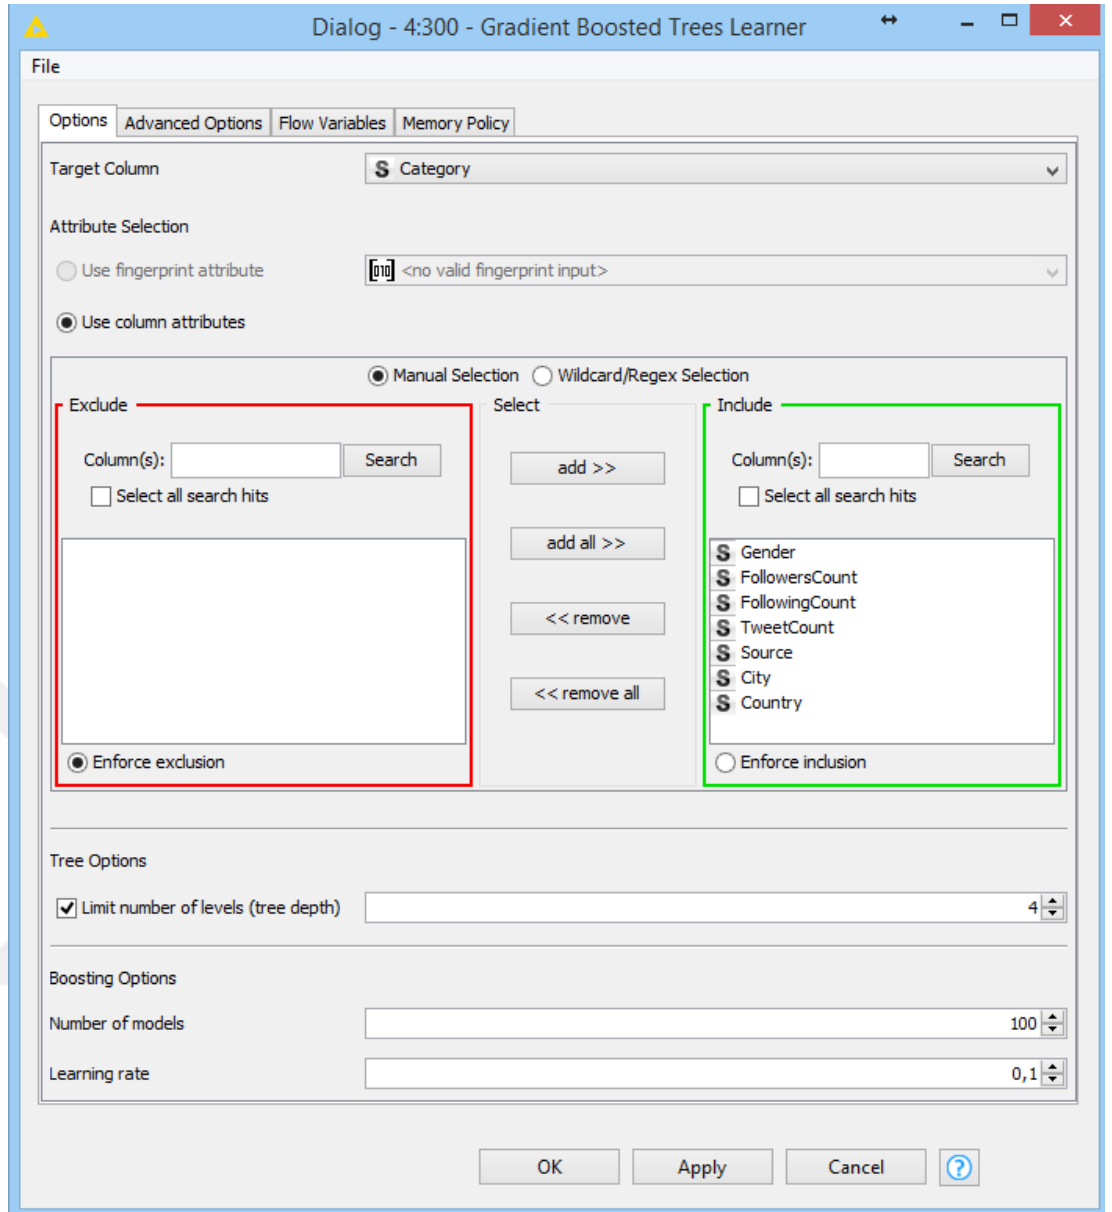 Dialog - 4:300 - Gradient Boosted Trees Learner
File
Options Advanced Options Flow Variables Memory Policy
Target Column S Category
Attribute Selection
Use fingerprint attribute [010] <no valid fingerprint input>
Use column attributes
Manual Selection Wildcard/Regex Selection
Exclude Select Include
Column(s): Search add >> Column(s): Search
Select all search hits Select all search hits
add all >>
S Gender
S FollowersCount
S FollowingCount
<< remove
S TweetCount
S Source
S City
<< remove all
S Country
Enforce exclusion Enforce inclusion
Tree Options
Limit number of levels (tree depth) 4
Boosting Options
Number of models 100
Learning rate 0,1
OK Apply Cancel ?